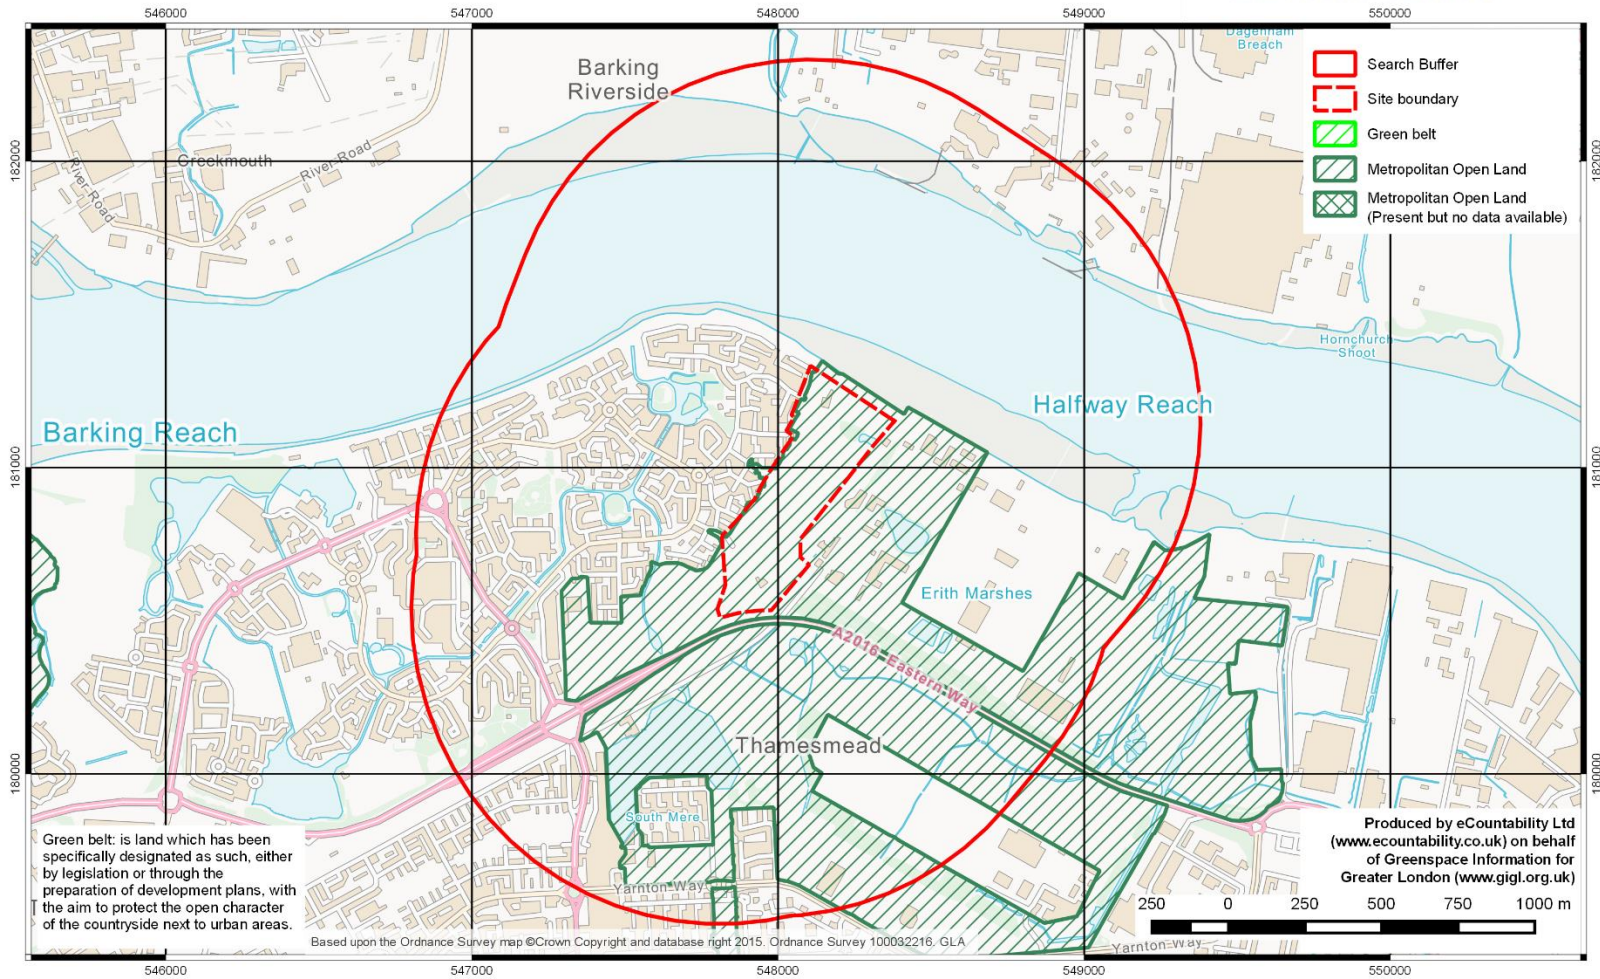 546000
547000
548000
549000
550000
Dagenham
Breach
Barking
Riverside
Search Buffer
Site boundary
Green belt
Metropolitan Open Land
Metropolitan Open Land
(Present but no data available)
182000
182000
Creekmouth
River Road
River Road
Hornchurch
Shoot
Halfway Reach
Barking Reach
181000
181000
Erith Marshes
A2016 Eastern Way
Thamesmead
180000
180000
South Mere
Green belt: is land which has been
specifically designated as such, either
by legislation or through the
preparation of development plans, with
the aim to protect the open character
of the countryside next to urban areas.
Produced by eCountability Ltd
(www.ecountability.co.uk) on behalf
of Greenspace Information for
Greater London (www.gigl.org.uk)
Yarnton Way
250 0 250 500 750 1000 m
Based upon the Ordnance Survey map ©Crown Copyright and database right 2015. Ordnance Survey 100032216. GLA
Yarnton Way
546000
547000
548000
549000
550000